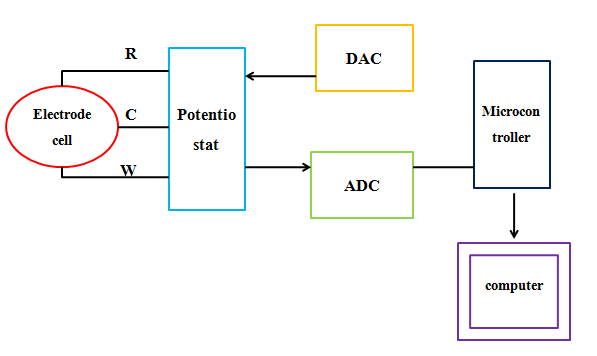 R
DAC
Electrode
cell
C
Potentio
stat
Microcon
troller
W
ADC
computer